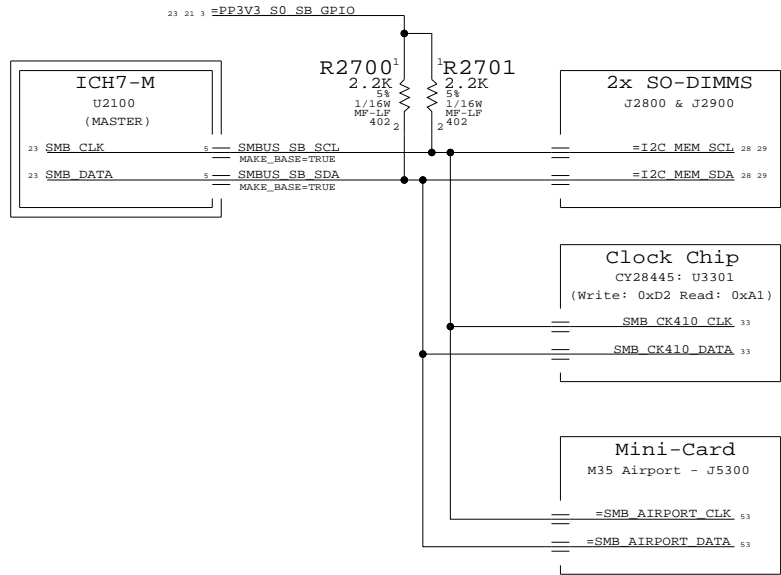 23 21 3 =PP3V3_S0_SB_GPIO
R2700 1
2.2K
5%
1/16W
MF-LF
402 2
1 R2701
2.2K
5%
1/16W
MF-LF
2 402
ICH7-M
U2100
(MASTER)
23 SMB_CLK
5 SMBUS_SB_SCL
MAKE_BASE=TRUE
23 SMB_DATA
5 SMBUS_SB_SDA
MAKE_BASE=TRUE
2x SO-DIMMS
J2800 & J2900
=I2C_MEM_SCL 28 29
=I2C_MEM_SDA 28 29
Clock Chip
CY28445: U3301
(Write: 0xD2 Read: 0xA1)
SMB_CK410_CLK 33
SMB_CK410_DATA 33
Mini-Card
M35 Airport - J5300
=SMB_AIRPORT_CLK 53
=SMB_AIRPORT_DATA 53